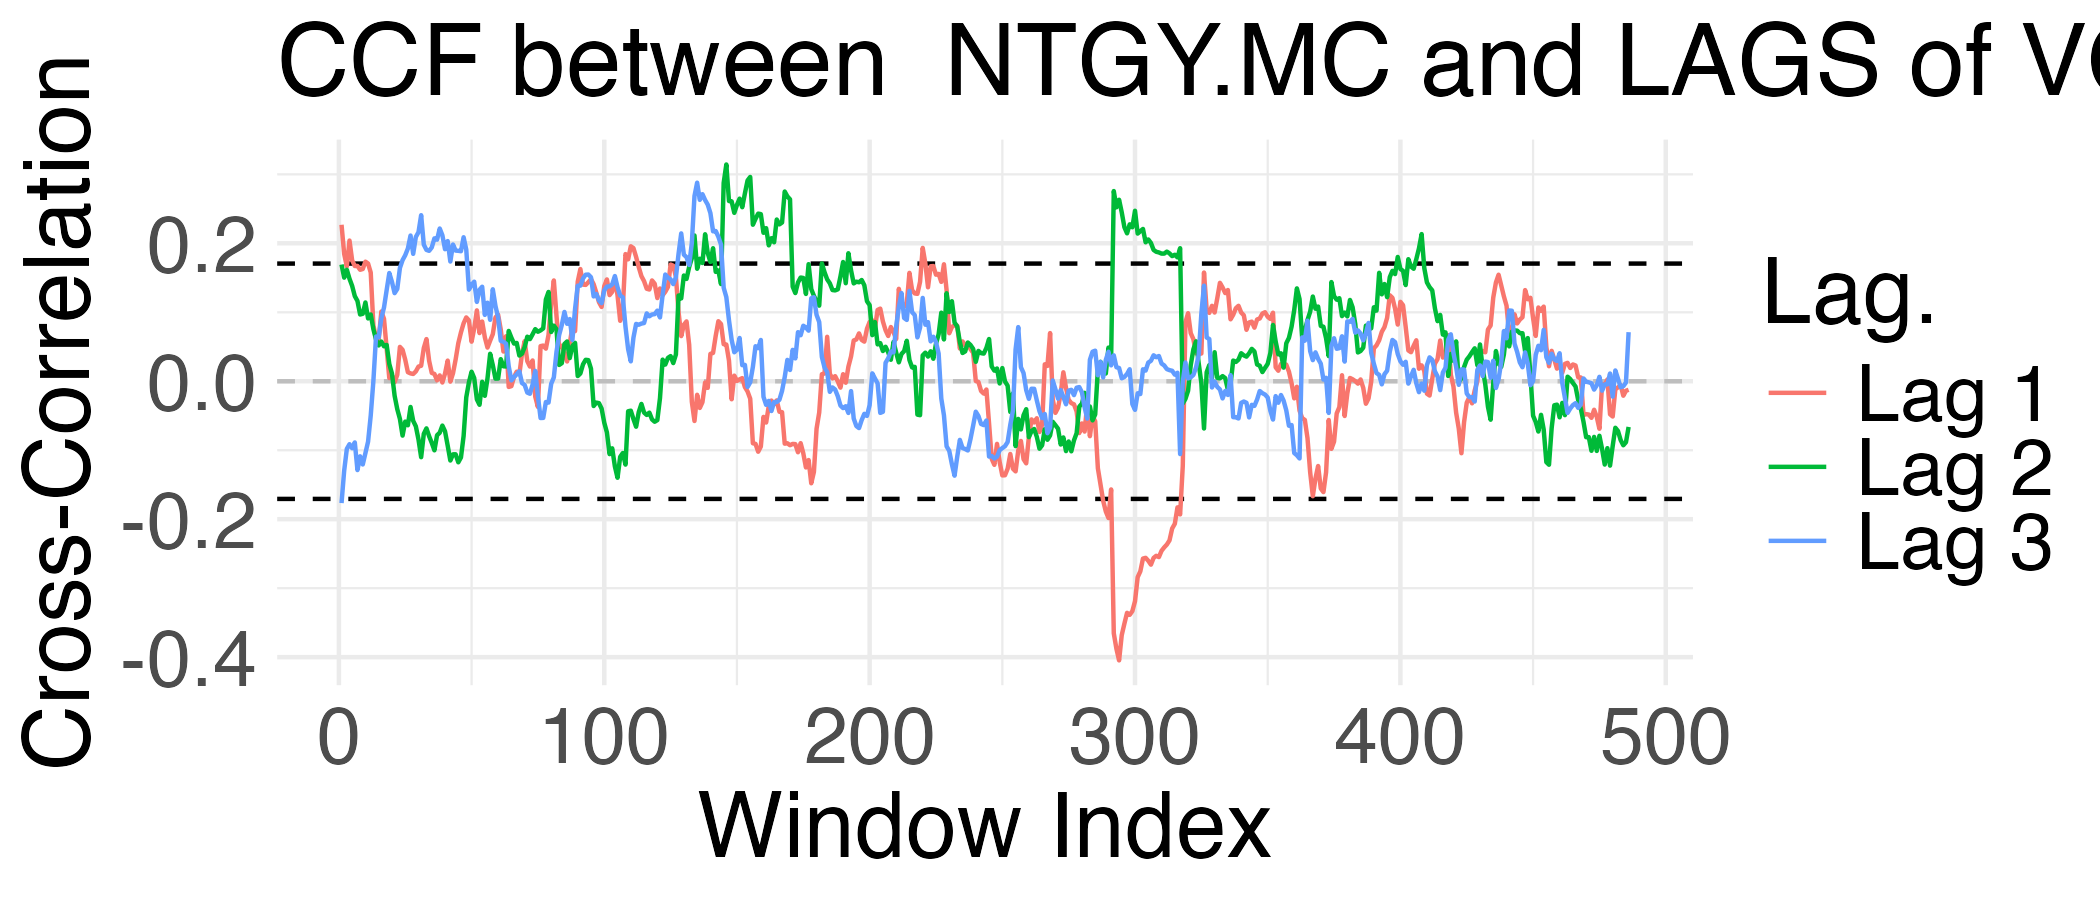 CCF between NTGY.MC and LAGS of
Cross-Correlation
0.2
0.0
-0.2
-0.4
0
100
200
300
400
500
Window Index
Lag.
Lag 1
Lag 2
Lag 3